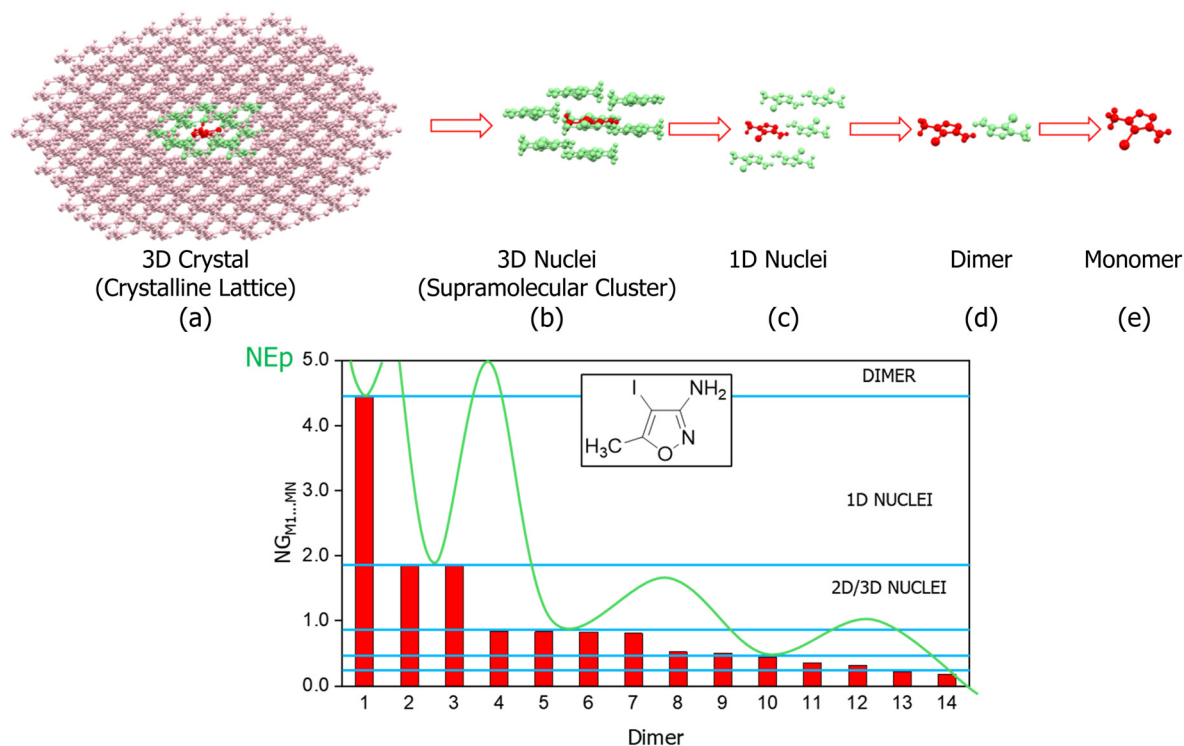 3D Crystal
(Crystalline Lattice)
(a)
3D Nuclei
(Supramolecular Cluster)
(b)
1D Nuclei
(c)
Dimer
(d)
Monomer
(e)
NEp
NG_M1...MN
5.0
4.0
3.0
2.0
1.0
0.0
DIMER
1D NUCLEI
2D/3D NUCLEI
I
NH₂
H₃C
N
O
1 2 3 4 5 6 7 8 9 10 11 12 13 14
Dimer